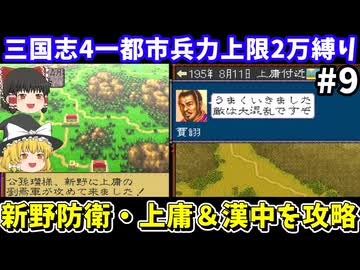 三国志4一都市兵力上限2万縛り
#9
195年 8月11日 上庸付近
うまくいきました
敵は大混乱ですぞ
賈詡
公孫瓚様、新野に上庸の
劉焉軍が攻めて来ました！
新野防衛・上庸＆漢中を攻略